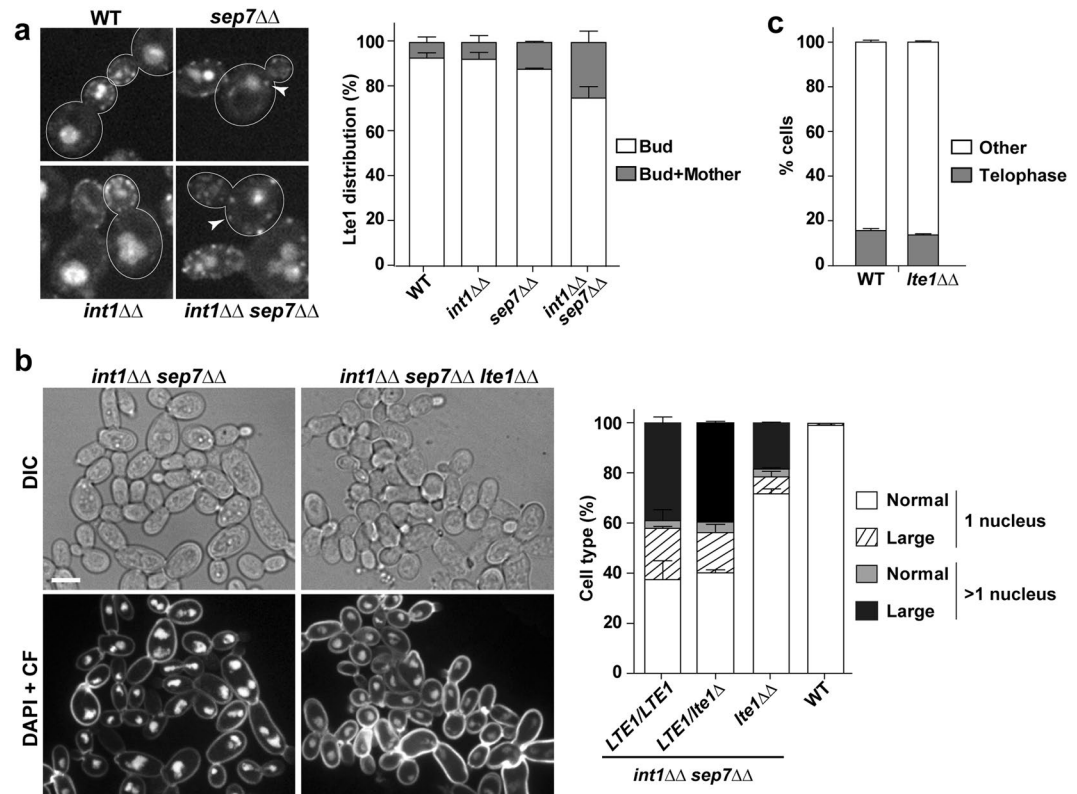 a
WT
sep7ΔΔ
int1ΔΔ
int1ΔΔ sep7ΔΔ
Lte1 distribution (%)
100
80
60
40
20
0
WT
int1ΔΔ
sep7ΔΔ
int1ΔΔ
sep7ΔΔ
Bud
Bud+Mother
c
% cells
100
80
60
40
20
0
WT
lte1ΔΔ
Other
Telophase
b
int1ΔΔ sep7ΔΔ
int1ΔΔ sep7ΔΔ lte1ΔΔ
DIC
DAPI + CF
Cell type (%)
100
80
60
40
20
0
LTE1/LTE1
LTE1/lte1Δ
lte1ΔΔ
WT
int1ΔΔ sep7ΔΔ
Normal
Large
1 nucleus
Normal
Large
>1 nucleus